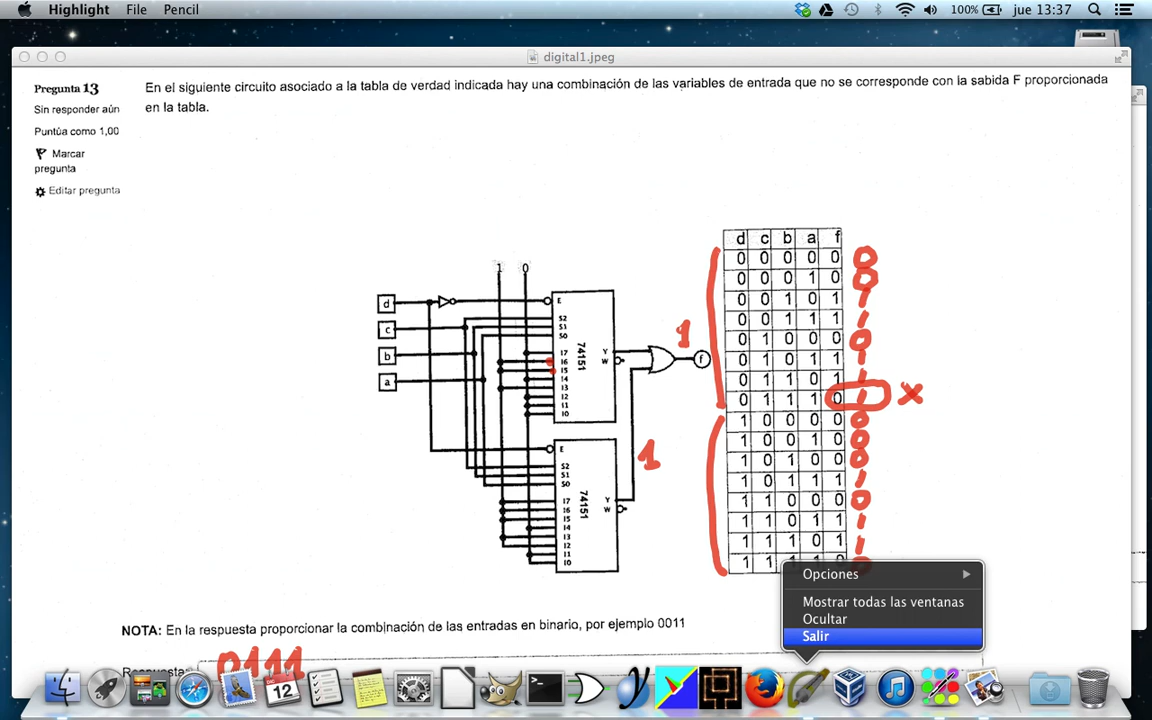 Highlight File Pencil 100% jue 13:37
digital1.jpeg
Pregunta 13
Sin responder aún
Puntúa como 1,00
Marcar
pregunta
Editar pregunta
En el siguiente circuito asociado a la tabla de verdad indicada hay una combinación de las variables de entrada que no se corresponde con la sabida F proporcionada
en la tabla.
1 0
d
c
b
a
E
S2
S1
S0
I7
I6
I5
I4
I3
I2
I1
I0
74151
Y
W
f
1
E
S2
S1
S0
I7
I6
I5
I4
I3
I2
I1
I0
74151
Y
W
1
d c b a f
0 0 0 0 0 0
0 0 0 1 0 0
0 0 1 0 1 1
0 0 1 1 1 1
0 1 0 0 0 0
0 1 0 1 1 1
0 1 1 0 1 1
0 1 1 1 0 1 x
1 0 0 0 0 0
1 0 0 1 0 0
1 0 1 0 0 0
1 0 1 1 1 1
1 1 0 0 0 0
1 1 0 1 1 1
1 1 1 0 1 1
1 1 1 0 0
Opciones
Mostrar todas las ventanas
Ocultar
Salir
NOTA: En la respuesta proporcionar la combinación de las entradas en binario, por ejemplo 0011
Respuesta: 0111
DIC
12